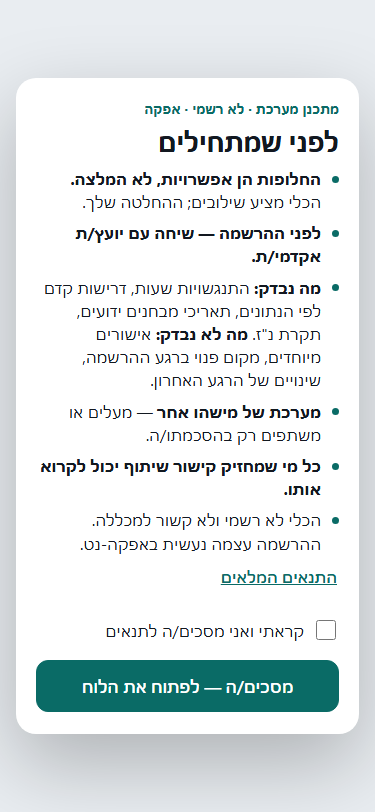 מתכנן מערכת · לא רשמי · אפקה
לפני שמתחילים
החלופות הן אפשרויות, לא המלצה.
הכלי מציע שילובים; ההחלטה שלך.
לפני ההרשמה — שיחה עם יועץ/ת
אקדמי/ת.
מה נבדק: התנגשויות שעות, דרישות קדם
לפי הנתונים, תאריכי מבחנים ידועים,
תקרת נ"ז. מה לא נבדק: אישורים
מיוחדים, מקום פנוי ברגע ההרשמה,
שינויים של הרגע האחרון.
מערכת של מישהו אחר — מעלים או
משתפים רק בהסכמתו/ה.
כל מי שמחזיק קישור שיתוף יכול לקרוא
אותו.
הכלי לא רשמי ולא קשור למכללה.
ההרשמה עצמה נעשית באפקה-נט.
התנאים המלאים
קראתי ואני מסכים/ה לתנאים
מסכים/ה — לפתוח את הלוח